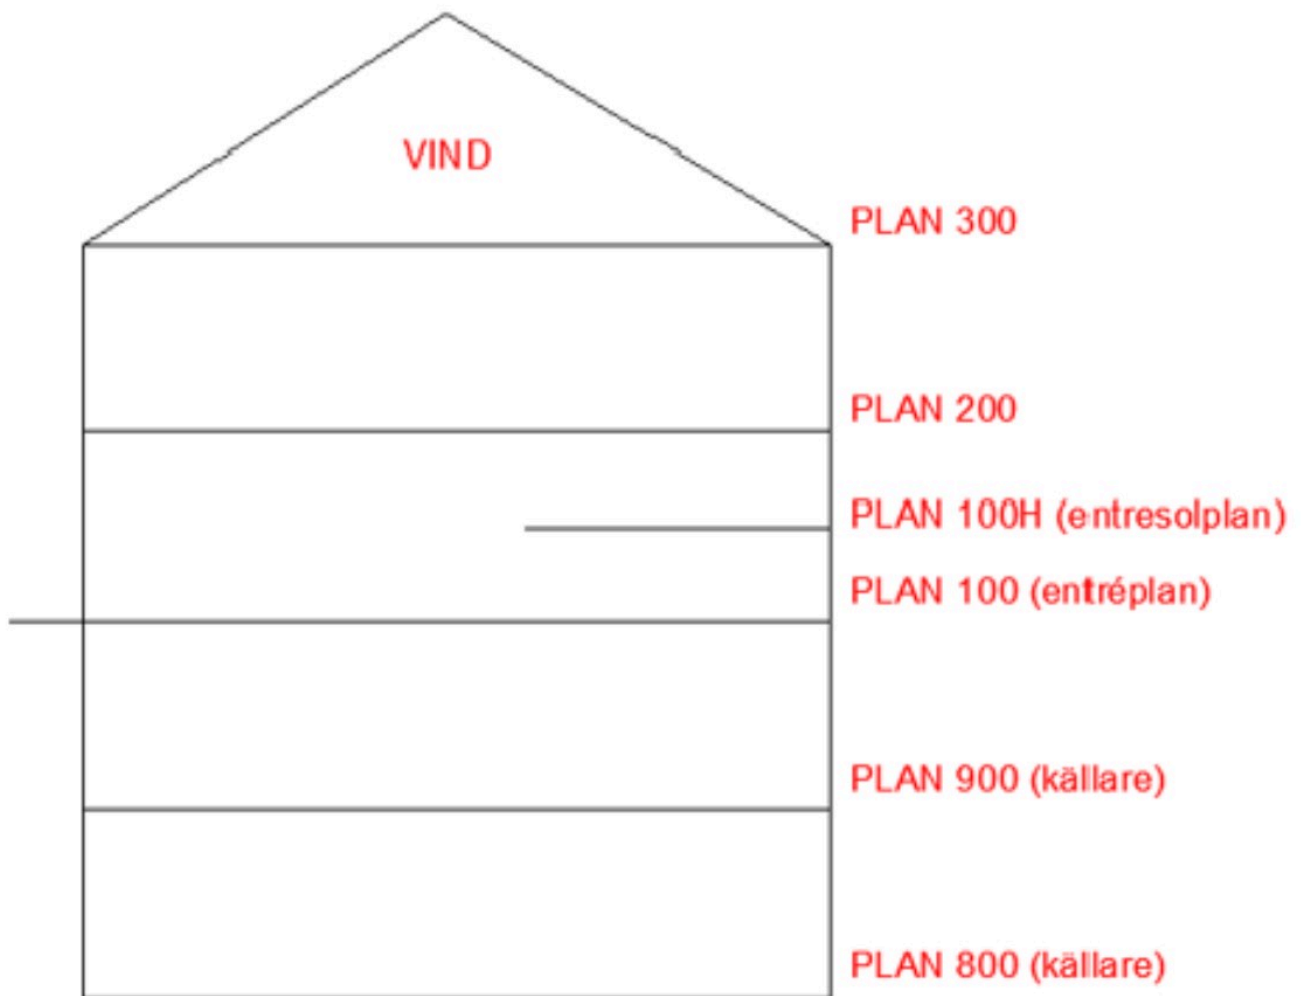 VIND
PLAN 300
PLAN 200
PLAN 100H (entresolplan)
PLAN 100 (entréplan)
PLAN 900 (källare)
PLAN 800 (källare)